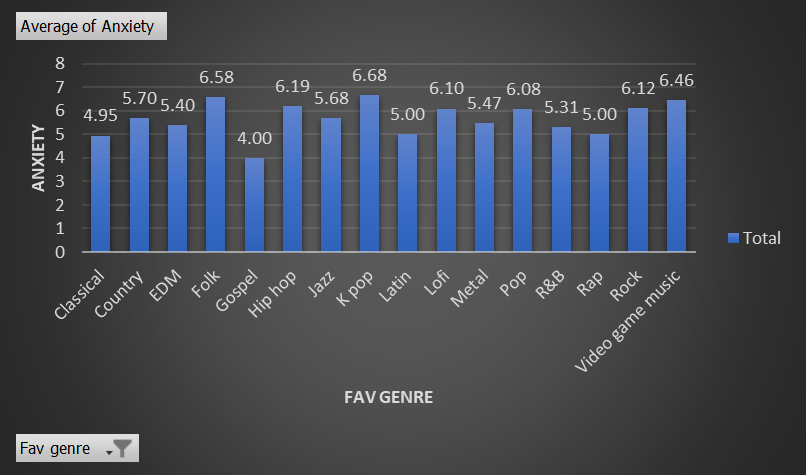 Average of Anxiety
8
7
6
5
4
3
2
1
0
ANXIETY
4.95
5.70
5.40
6.58
4.00
6.19
5.68
6.68
5.00
6.10
5.47
6.08
5.31
5.00
6.12
6.46
Classical
Country
EDM
Folk
Gospel
Hip hop
Jazz
K pop
Latin
Lofi
Metal
Pop
R&B
Rap
Rock
Video game music
FAV GENRE
Total
Fav genre